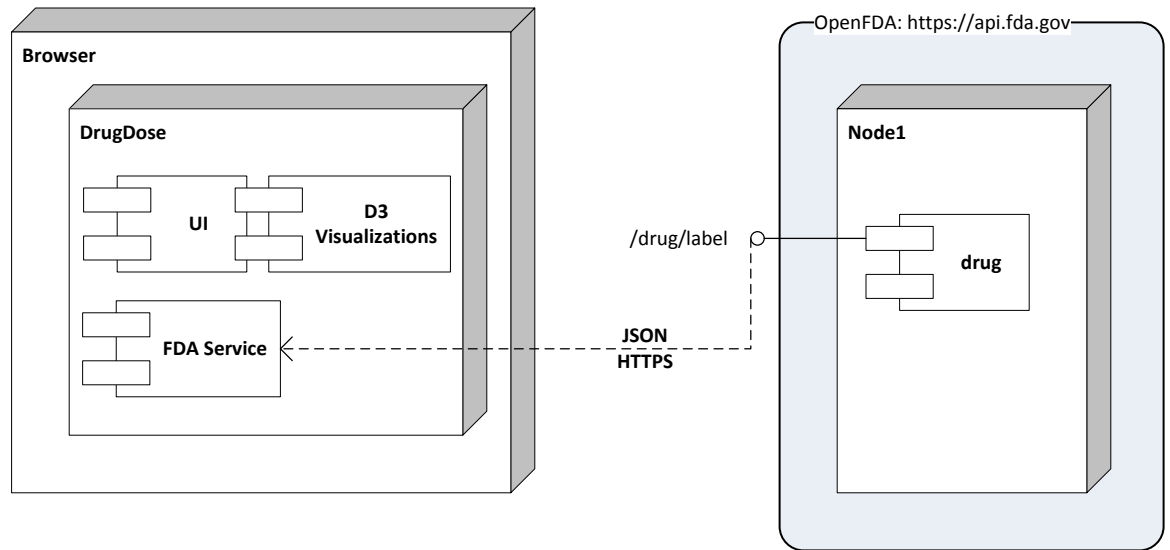 OpenFDA: https://api.fda.gov
Browser
DrugDose
Node1
UI
D3
Visualizations
/drug/label
drug
FDA Service
JSON
HTTPS